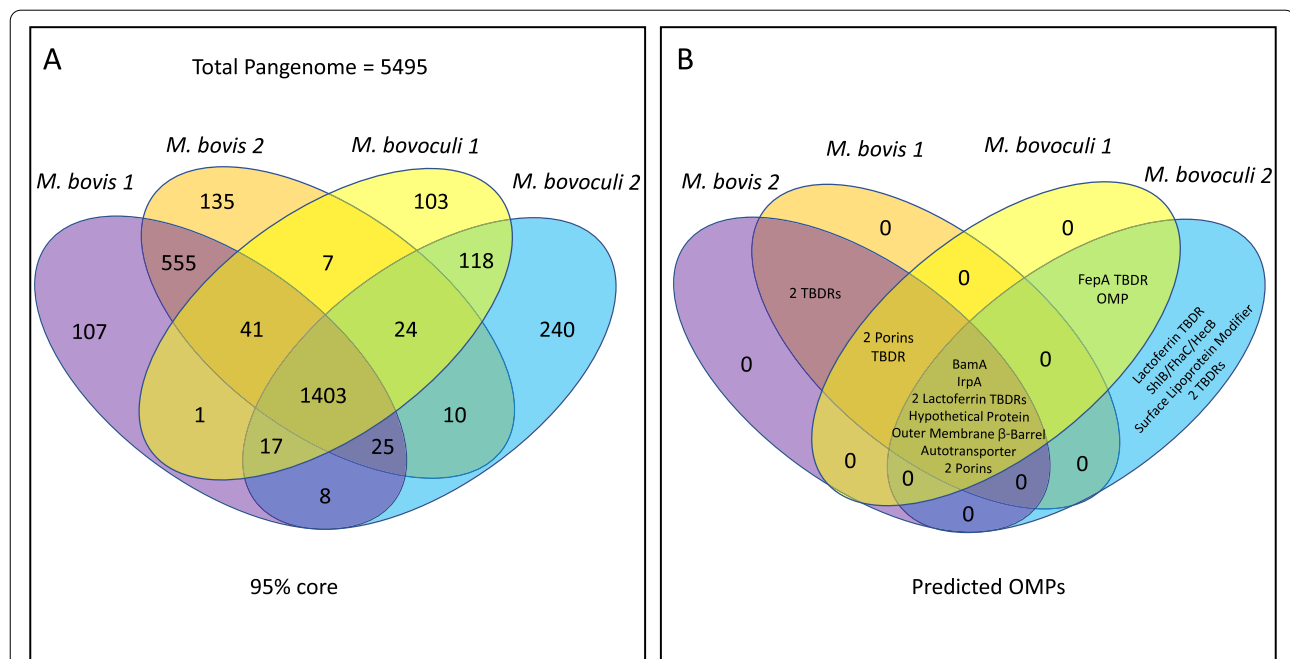 A
Total Pangenome = 5495
M. bovis 1
M. bovis 2
M. bovoculi 1
M. bovoculi 2
135
103
555
7
118
107
41
24
240
1403
1
10
17
25
8
95% core
B
M. bovis 2
M. bovis 1
M. bovoculi 1
M. bovoculi 2
0
0
0
2 TBDRs
FepA TBDR
OMP
Lactoferrin TBDR
ShlB/FhaC/HecB
Surface Lipoprotein Modifier
2 TBDRs
0
2 Porins
TBDR
0
BamA
IrpA
2 Lactoferrin TBDRs
Hypothetical Protein
Outer Membrane β-Barrel
Autotransporter
2 Porins
0
0
0
0
0
Predicted OMPs